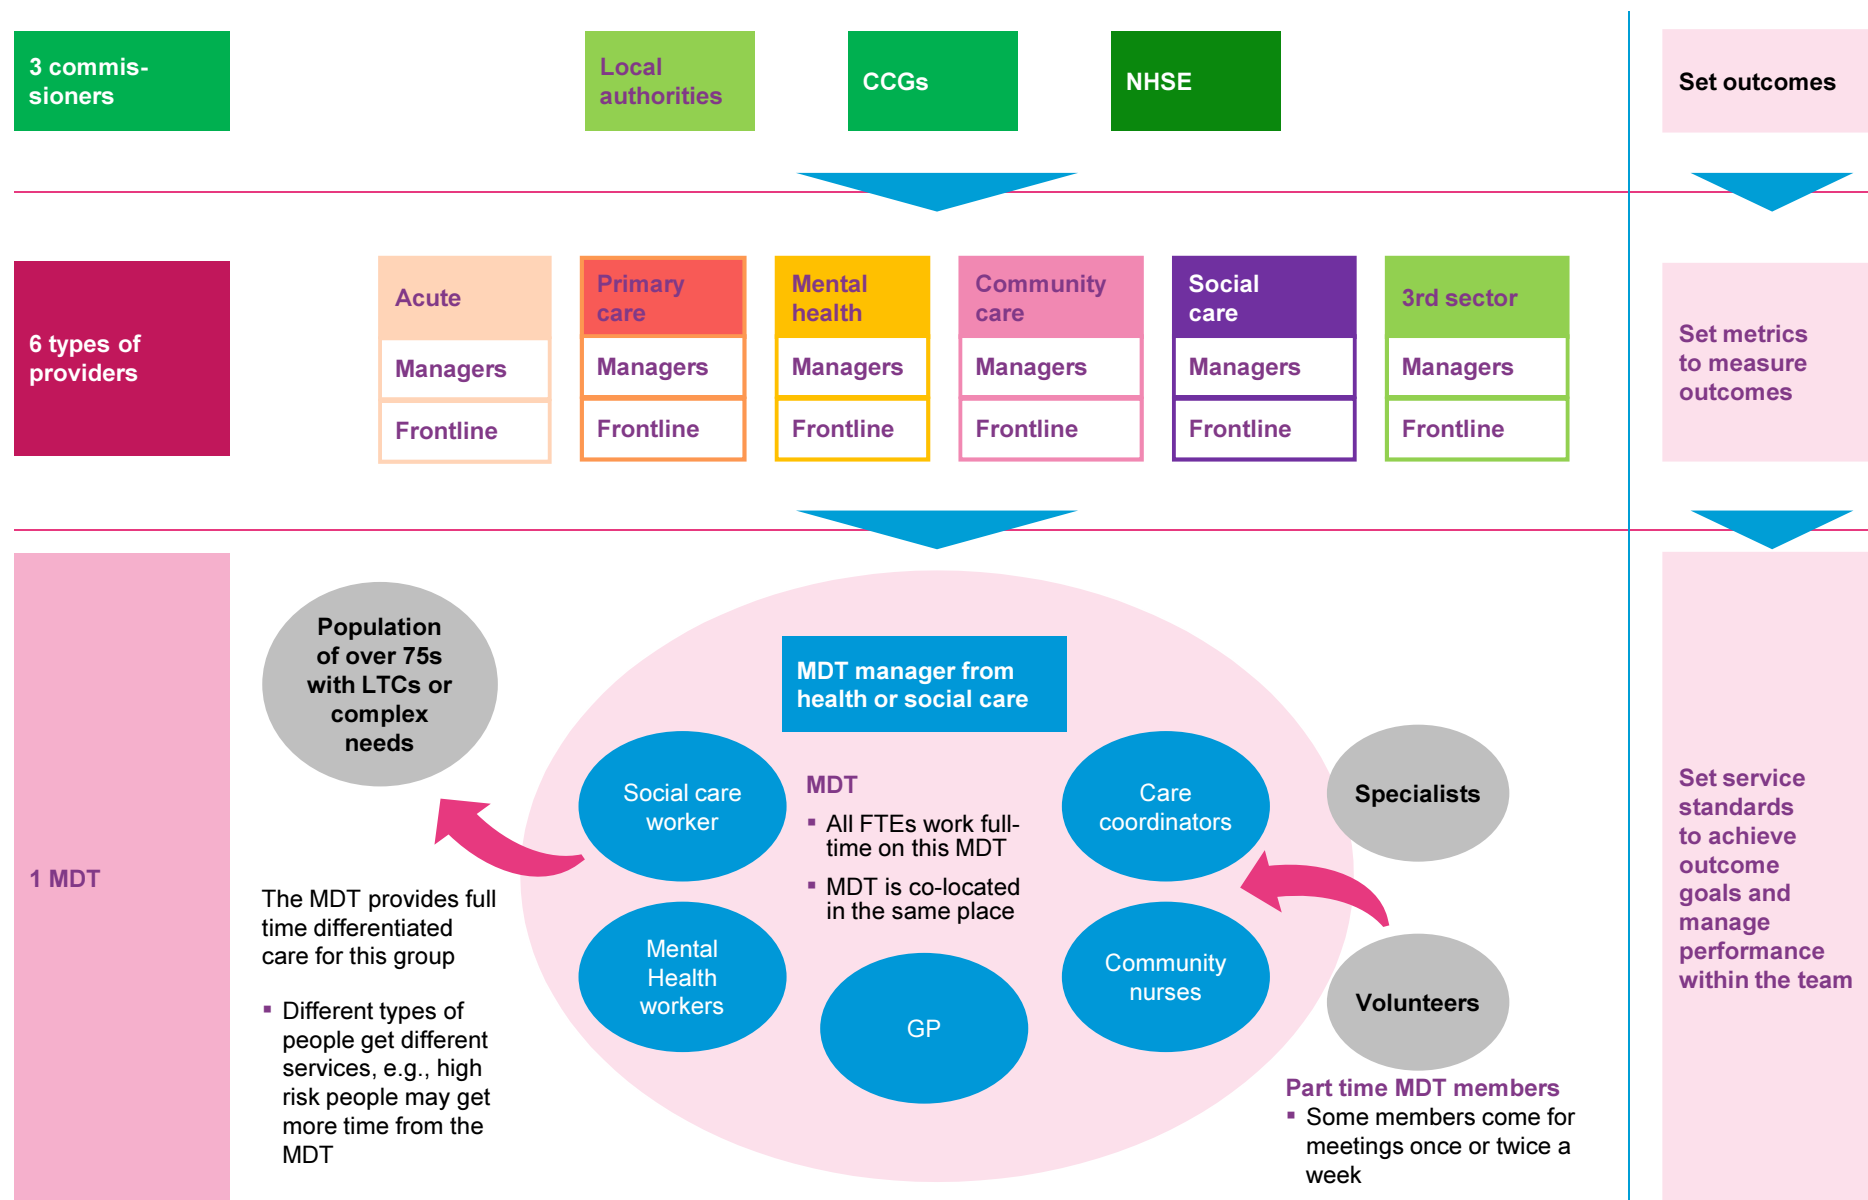 3 commis-
sioners
Local
authorities
CCGs
NHSE
Set outcomes
6 types of
providers
Acute
Managers
Frontline
Primary
care
Managers
Frontline
Mental
health
Managers
Frontline
Community
care
Managers
Frontline
Social
care
Managers
Frontline
3rd sector
Managers
Frontline
Set metrics
to measure
outcomes
1 MDT
Population
of over 75s
with LTCs or
complex
needs
The MDT provides full
time differentiated
care for this group
▪ Different types of
people get different
services, e.g., high
risk people may get
more time from the
MDT
MDT manager from
health or social care
Social care
worker
Mental
Health
workers
MDT
▪ All FTEs work full-
time on this MDT
▪ MDT is co-located
in the same place
GP
Care
coordinators
Community
nurses
Specialists
Volunteers
Part time MDT members
▪ Some members come for
meetings once or twice a
week
Set service
standards
to achieve
outcome
goals and
manage
performance
within the team